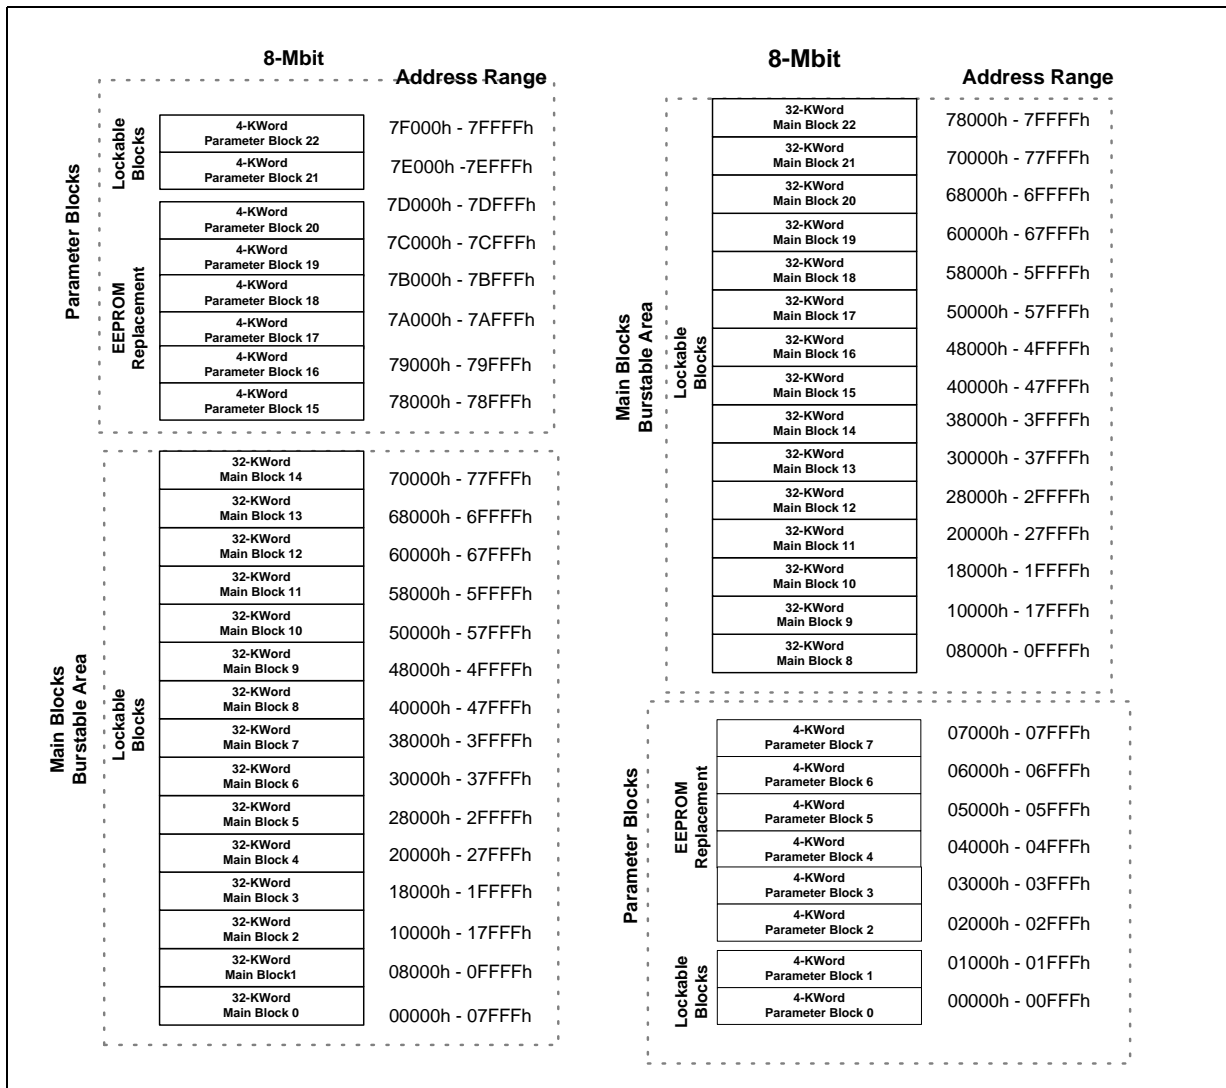 8-Mbit
Address Range
Parameter Blocks
Lockable
Blocks
4-KWord
Parameter Block 22
7F000h - 7FFFFh
4-KWord
Parameter Block 21
7E000h -7EFFFh
EEPROM
Replacement
4-KWord
Parameter Block 20
7D000h - 7DFFFh
4-KWord
Parameter Block 19
7C000h - 7CFFFh
4-KWord
Parameter Block 18
7B000h - 7BFFFh
4-KWord
Parameter Block 17
7A000h - 7AFFFh
4-KWord
Parameter Block 16
79000h - 79FFFh
4-KWord
Parameter Block 15
78000h - 78FFFh
Main Blocks
Burstable Area
Lockable
Blocks
32-KWord
Main Block 14
70000h - 77FFFh
32-KWord
Main Block 13
68000h - 6FFFFh
32-KWord
Main Block 12
60000h - 67FFFh
32-KWord
Main Block 11
58000h - 5FFFFh
32-KWord
Main Block 10
50000h - 57FFFh
32-KWord
Main Block 9
48000h - 4FFFFh
32-KWord
Main Block 8
40000h - 47FFFh
32-KWord
Main Block 7
38000h - 3FFFFh
32-KWord
Main Block 6
30000h - 37FFFh
32-KWord
Main Block 5
28000h - 2FFFFh
32-KWord
Main Block 4
20000h - 27FFFh
32-KWord
Main Block 3
18000h - 1FFFFh
32-KWord
Main Block 2
10000h - 17FFFh
32-KWord
Main Block1
08000h - 0FFFFh
32-KWord
Main Block 0
00000h - 07FFFh
8-Mbit
Address Range
Main Blocks
Burstable Area
Lockable
Blocks
32-KWord
Main Block 22
78000h - 7FFFFh
32-KWord
Main Block 21
70000h - 77FFFh
32-KWord
Main Block 20
68000h - 6FFFFh
32-KWord
Main Block 19
60000h - 67FFFh
32-KWord
Main Block 18
58000h - 5FFFFh
32-KWord
Main Block 17
50000h - 57FFFh
32-KWord
Main Block 16
48000h - 4FFFFh
32-KWord
Main Block 15
40000h - 47FFFh
32-KWord
Main Block 14
38000h - 3FFFFh
32-KWord
Main Block 13
30000h - 37FFFh
32-KWord
Main Block 12
28000h - 2FFFFh
32-KWord
Main Block 11
20000h - 27FFFh
32-KWord
Main Block 10
18000h - 1FFFFh
32-KWord
Main Block 9
10000h - 17FFFh
32-KWord
Main Block 8
08000h - 0FFFFh
Parameter Blocks
EEPROM
Replacement
4-KWord
Parameter Block 7
07000h - 07FFFh
4-KWord
Parameter Block 6
06000h - 06FFFh
4-KWord
Parameter Block 5
05000h - 05FFFh
4-KWord
Parameter Block 4
04000h - 04FFFh
4-KWord
Parameter Block 3
03000h - 03FFFh
4-KWord
Parameter Block 2
02000h - 02FFFh
Lockable
Blocks
4-KWord
Parameter Block 1
01000h - 01FFFh
4-KWord
Parameter Block 0
00000h - 00FFFh